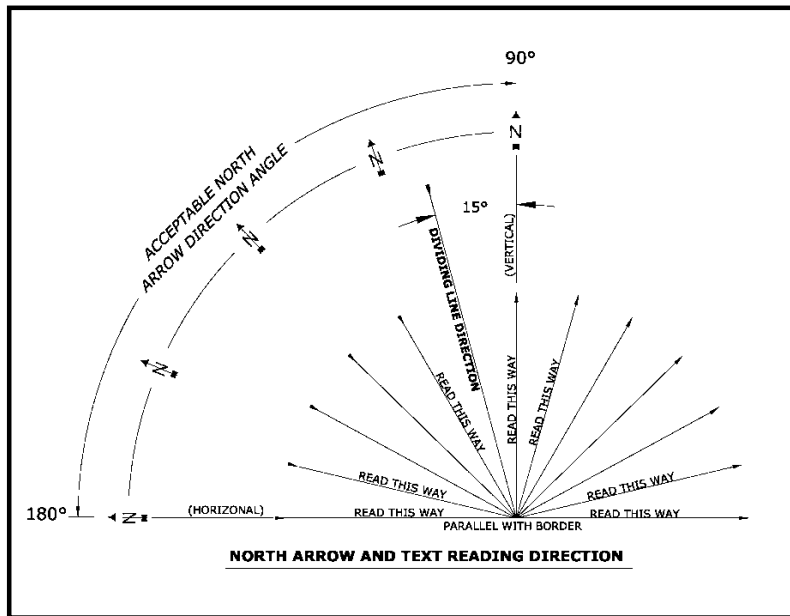 90°
N
N
ACCEPTABLE NORTH
ARROW DIRECTION ANGLE
15°
(VERTICAL)
N
DIVIDING LINE DIRECTION
N
READ THIS WAY
READ THIS WAY
READ THIS WAY
READ THIS WAY
READ THIS WAY
180°
N
(HORIZONAL)
READ THIS WAY
READ THIS WAY
PARALLEL WITH BORDER
NORTH ARROW AND TEXT READING DIRECTION